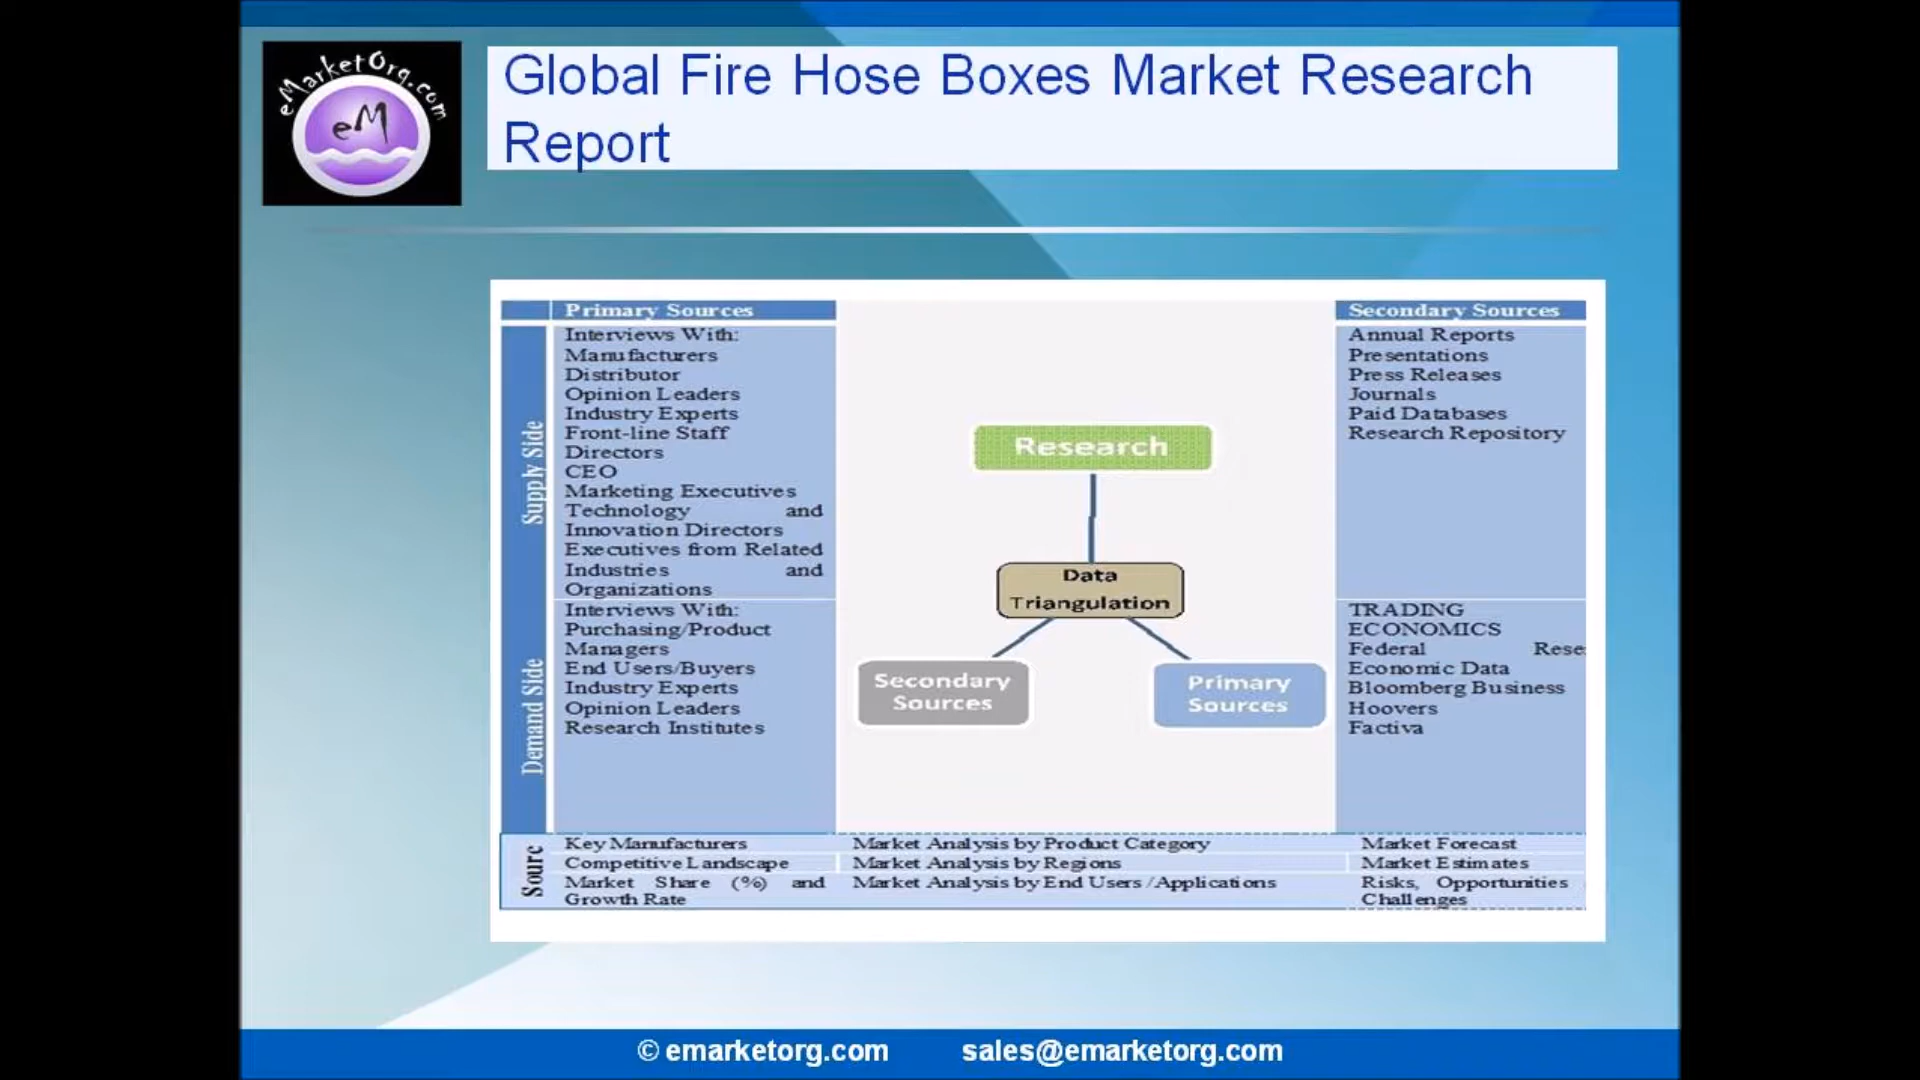 eMarketOrg.com
eM
Global Fire Hose Boxes Market Research
Report
Primary Sources
Supply Side
Interviews With:
Manufacturers
Distributor
Opinion Leaders
Industry Experts
Front-line Staff
Directors
CEO
Marketing Executives
Technology and
Innovation Directors
Executives from Related
Industries and
Organizations
Demand Side
Interviews With:
Purchasing/Product
Managers
End Users/Buyers
Industry Experts
Opinion Leaders
Research Institutes
Research
Data
Triangulation
Secondary
Sources
Primary
Sources
Secondary Sources
Annual Reports
Presentations
Press Releases
Journals
Paid Databases
Research Repository
TRADING
ECONOMICS
Federal Rese
Economic Data
Bloomberg Business
Hoovers
Factiva
Sourc
Key Manufacturers
Competitive Landscape
Market Share (%) and
Growth Rate
Market Analysis by Product Category
Market Analysis by Regions
Market Analysis by End Users /Applications
Market Forecast
Market Estimates
Risks, Opportunities
Challenges
© emarketorg.com sales@emarketorg.com